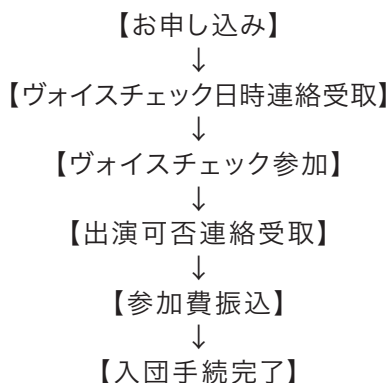 【お申し込み】
↓
【ヴォイスチェック日時連絡受取】
↓
【ヴォイスチェック参加】
↓
【出演可否連絡受取】
↓
【参加費振込】
↓
【入団手続完了】